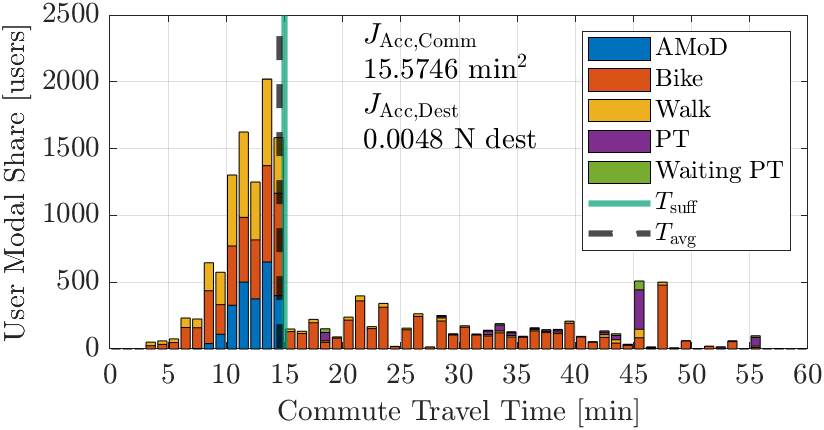 2500
2000
1500
1000
500
0
User Modal Share [users]
J_Acc,Comm
15.5746 min²
J_Acc,Dest
0.0048 N dest
AMoD
Bike
Walk
PT
Waiting PT
T_suff
T_avg
0 5 10 15 20 25 30 35 40 45 50 55 60
Commute Travel Time [min]